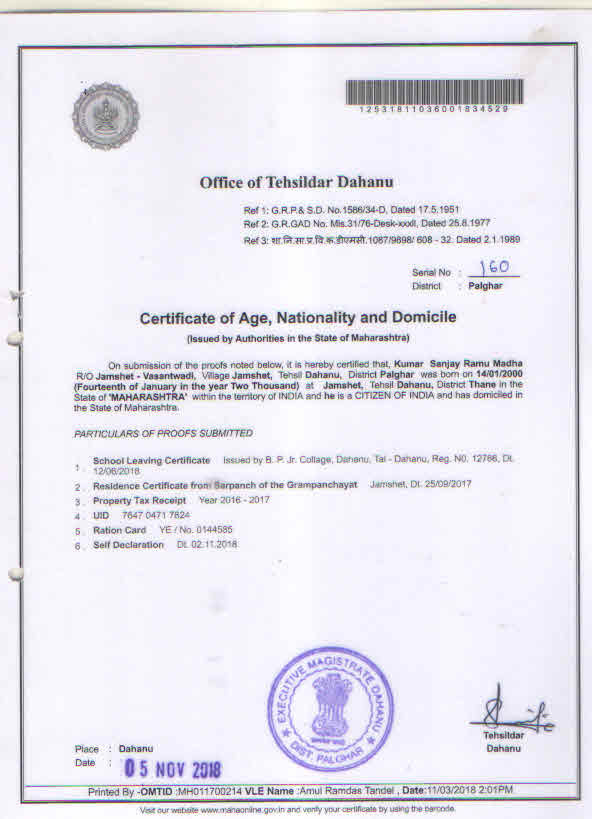 12531811036001834529
Office of Tehsildar Dahanu
Ref 1: G.R.P.& S.D. No.1586/34-D, Dated 17.5.1951
Ref 2: G.R.GAD No. Mis.31/76-Desk-xxxII, Dated 25.8.1977
Ref 3: शा.नि.सा.प्र.वि.क.डीएमसी.1087/9898/ 608 - 32. Dated 2.1.1989
Serial No : 160
District : Palghar
Certificate of Age, Nationality and Domicile
(Issued by Authorities in the State of Maharashtra)
On submission of the proofs noted below, it is hereby certified that, Kumar Sanjay Ramu Madha
R/O Jamshet - Vasantwadi, Village Jamshet, Tehsil Dahanu, District Palghar was born on 14/01/2000
(Fourteenth of January in the year Two Thousand) at Jamshet, Tehsil Dahanu, District Thane in the
State of 'MAHARASHTRA' within the territory of INDIA and he is a CITIZEN OF INDIA and has domiciled in
the State of Maharashtra.
PARTICULARS OF PROOFS SUBMITTED
1 . School Leaving Certificate Issued by B. P. Jr. Collage, Dahanu, Tal - Dahanu, Reg. N0. 12766, Dt.
12/06/2018
2 . Residence Certificate from Sarpanch of the Grampanchayat Jamshet, Dt. 25/09/2017
3 . Property Tax Receipt Year 2016 - 2017
4 . UID 7647 0471 7824
5 . Ration Card YE / No. 0144585
6 . Self Declaration Dt. 02.11.2018
EXECUTIVE MAGISTRATE DAHANU
DIST. PALGHAR
Tehsildar
Dahanu
Place : Dahanu
Date : 05 NOV 2018
Printed By -OMTID :MH011700214 VLE Name :Amul Ramdas Tandel , Date:11/03/2018 2:01PM
Visit our website www.mahaonline.gov.in and verify your certificate by using the barcode.